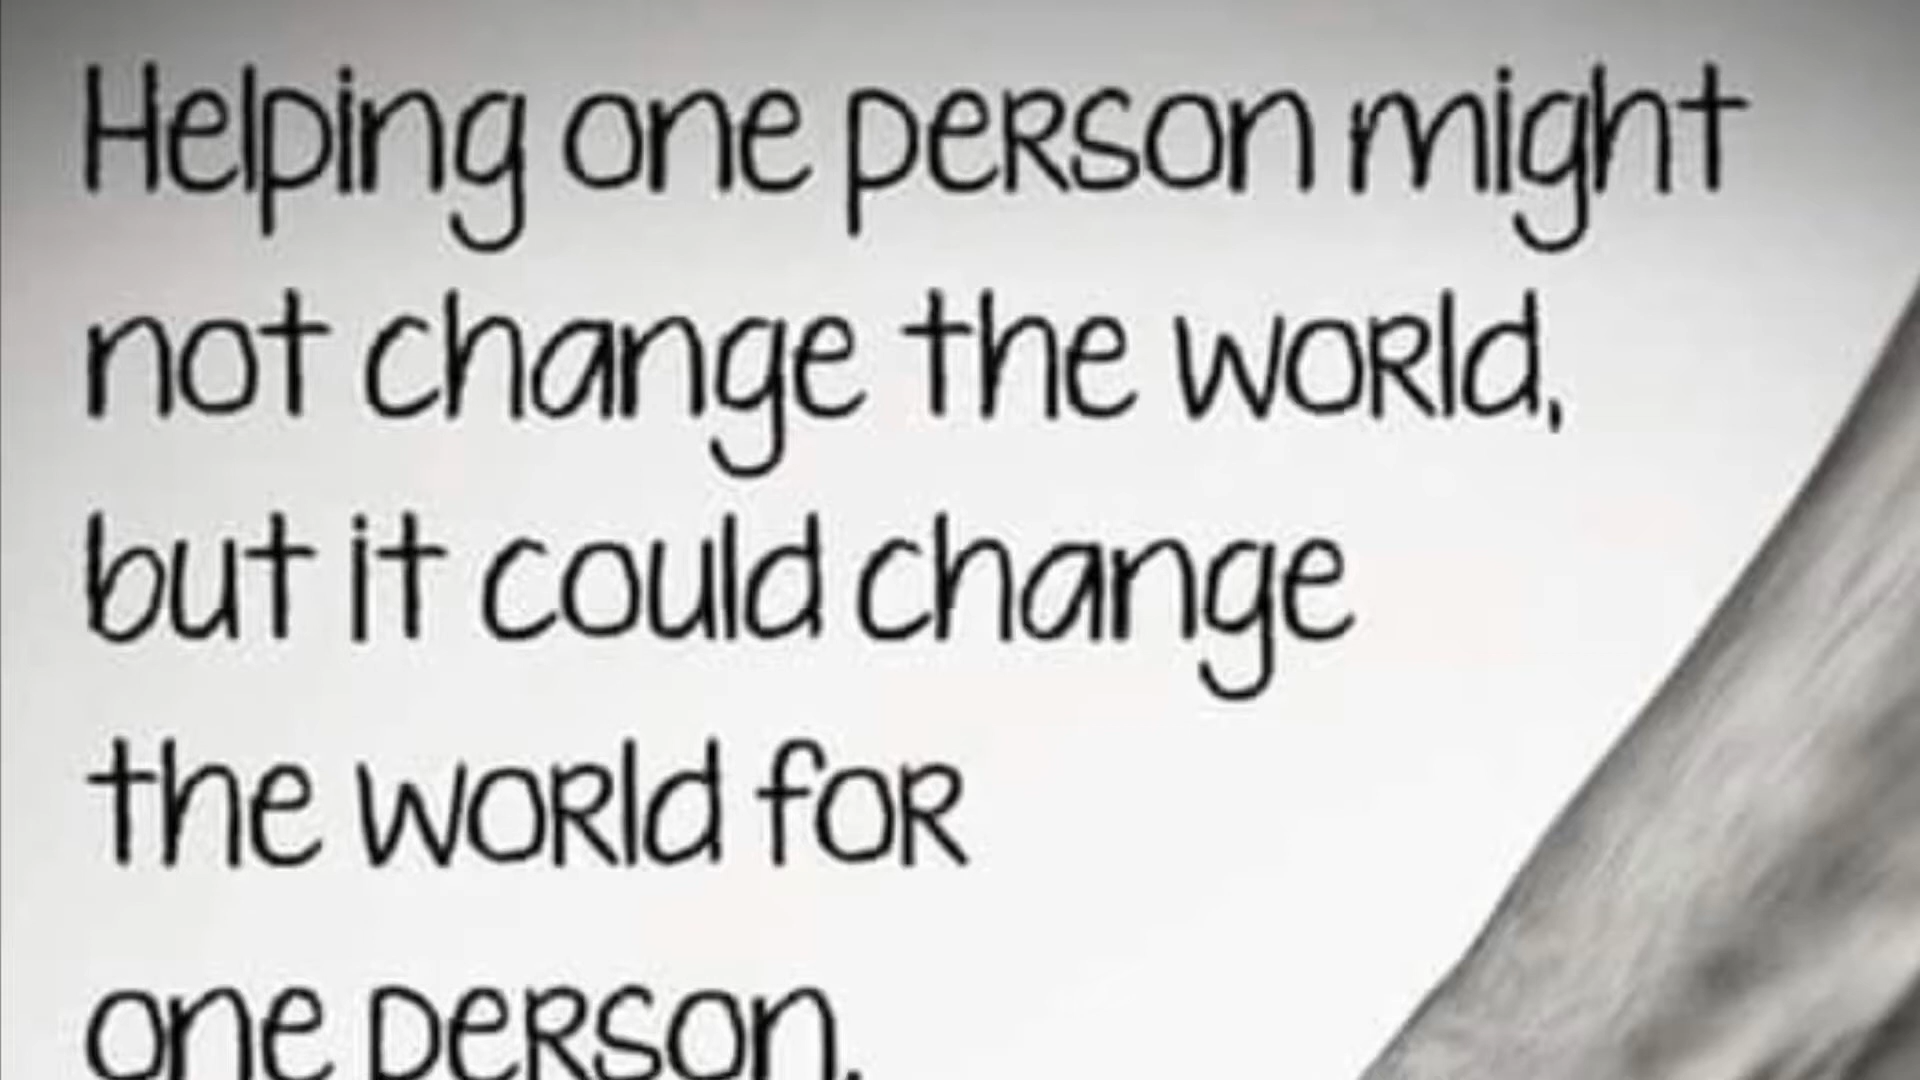 Helping one person might
not change the world,
but it could change
the world for
one person.